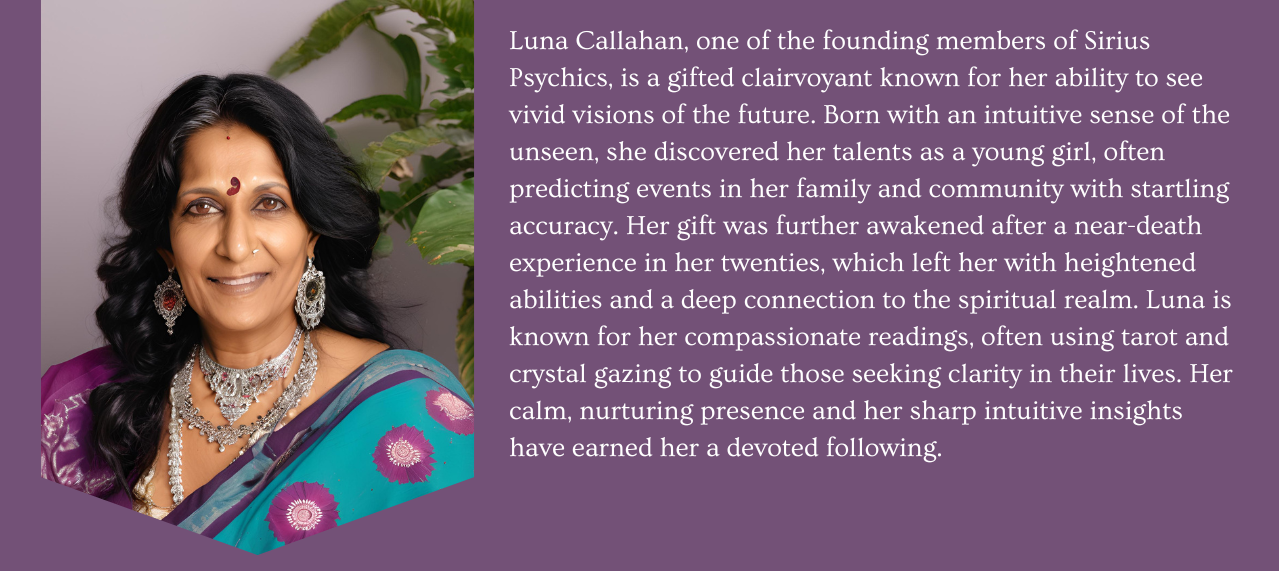 Luna Callahan, one of the founding members of Sirius
Psychics, is a gifted clairvoyant known for her ability to see
vivid visions of the future. Born with an intuitive sense of the
unseen, she discovered her talents as a young girl, often
predicting events in her family and community with startling
accuracy. Her gift was further awakened after a near-death
experience in her twenties, which left her with heightened
abilities and a deep connection to the spiritual realm. Luna is
known for her compassionate readings, often using tarot and
crystal gazing to guide those seeking clarity in their lives. Her
calm, nurturing presence and her sharp intuitive insights
have earned her a devoted following.